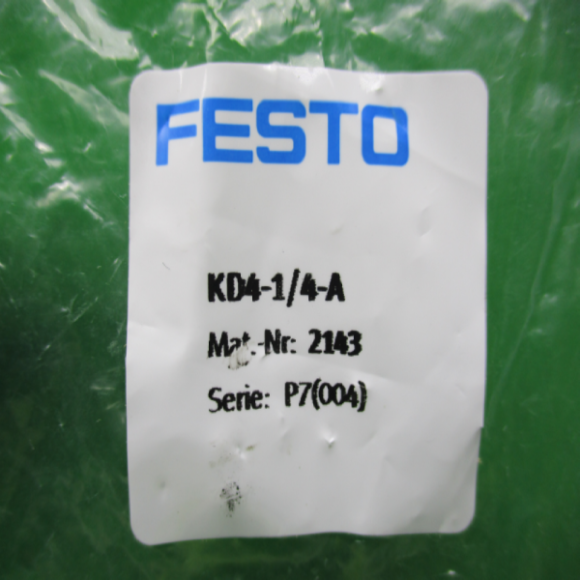 FESTO
KD4-1/4-A
Mat.-Nr: 2143
Serie: P7(004)